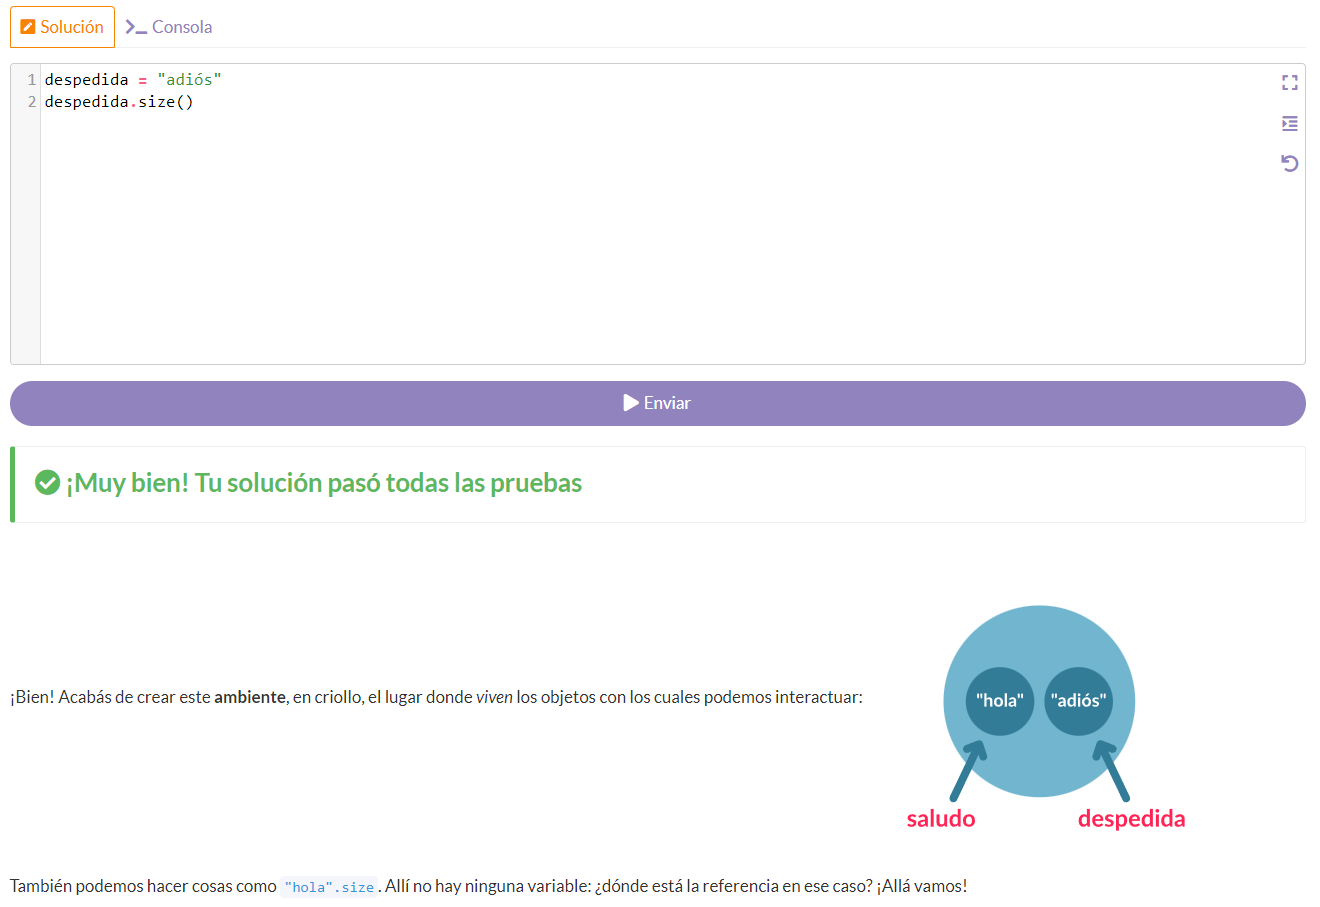 Solución
Consola
1 despedida = "adiós"
2 despedida.size()
Enviar
¡Muy bien! Tu solución pasó todas las pruebas
¡Bien! Acabás de crear este ambiente, en criollo, el lugar donde viven los objetos con los cuales podemos interactuar:
"hola" "adiós"
saludo despedida
También podemos hacer cosas como "hola".size. Allí no hay ninguna variable: ¿dónde está la referencia en ese caso? ¡Allá vamos!